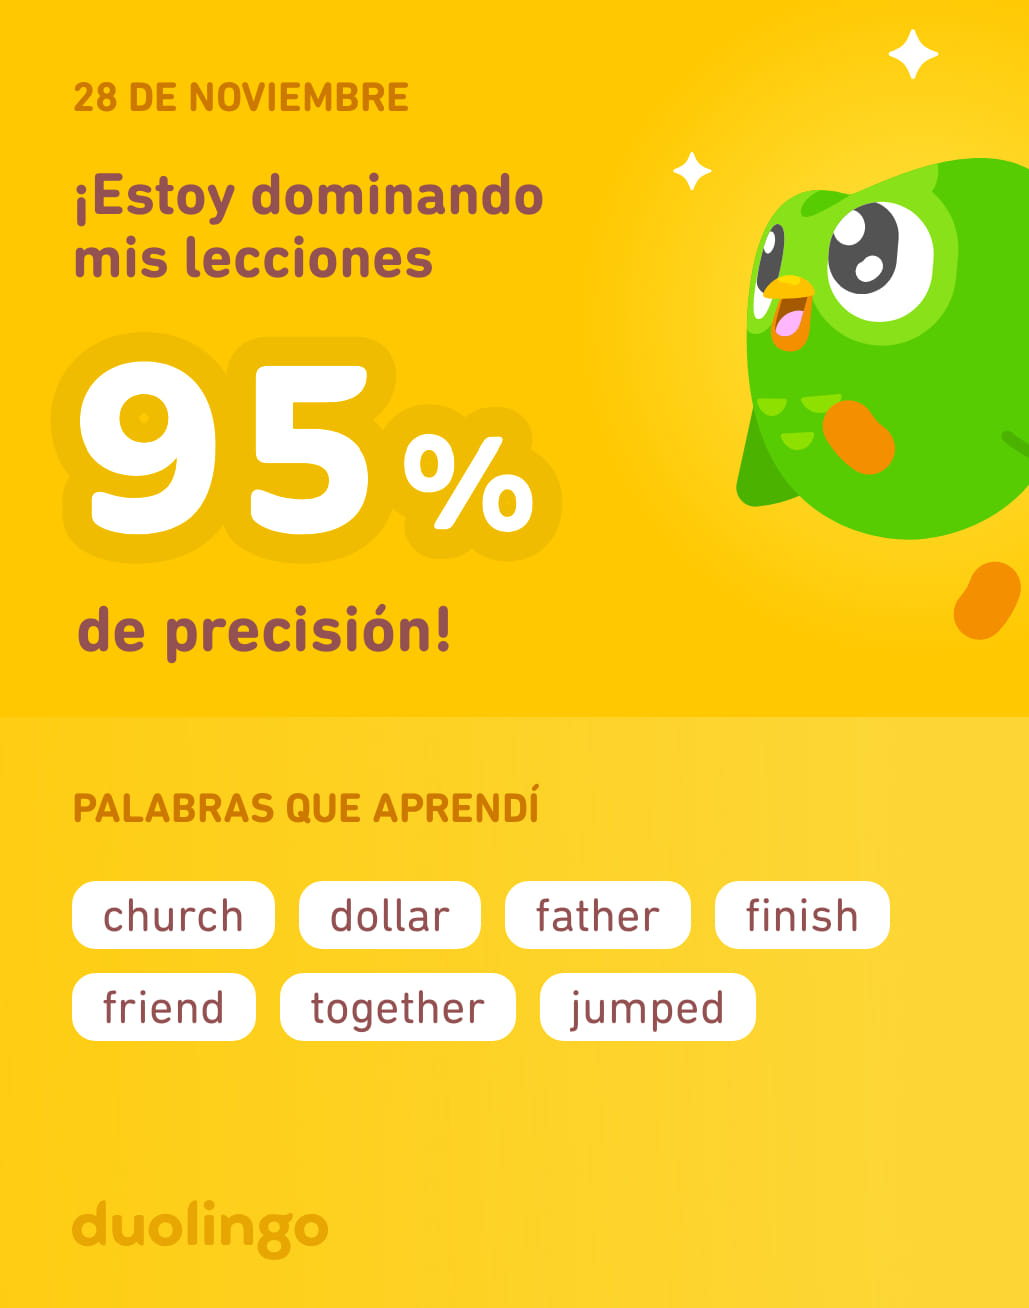 28 DE NOVIEMBRE
¡Estoy dominando
mis lecciones
95%
de precisión!
PALABRAS QUE APRENDÍ
church dollar father finish
friend together jumped
duolingo